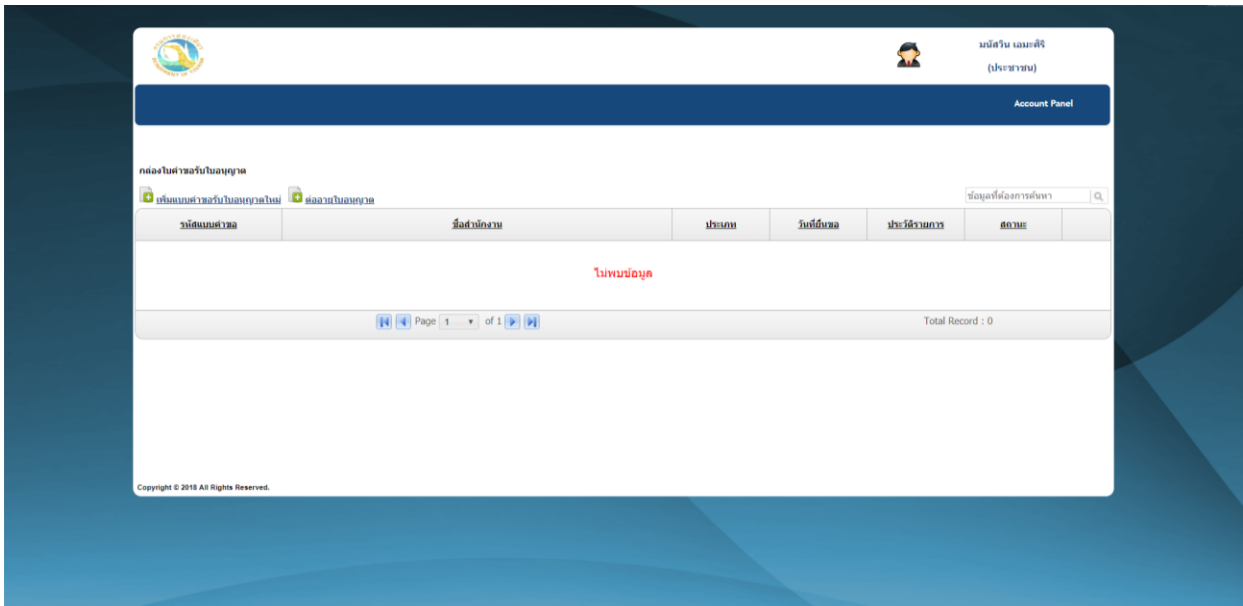 มนัสวิน เอมะศิริ
(ประชาชน)
Account Panel
กล่องใบคำขอรับใบอนุญาต
เพิ่มแบบคำขอรับใบอนุญาตใหม่ ต่ออายุใบอนุญาต
ข้อมูลที่ต้องการค้นหา
รหัสแบบคำขอ ชื่อสำนักงาน ประเภท วันที่ยื่นขอ ประวัติรายการ สถานะ
ไม่พบข้อมูล
Page 1 of 1 Total Record : 0
Copyright © 2018 All Rights Reserved.